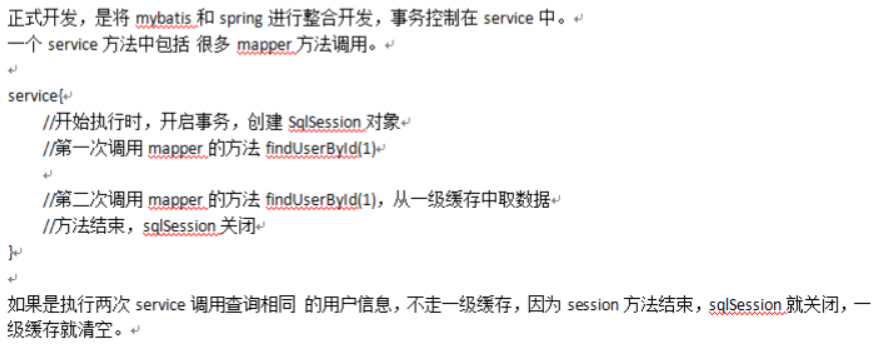 正式开发，是将 mybatis 和 spring 进行整合开发，事务控制在 service 中。
一个 service 方法中包括 很多 mapper 方法调用。
service{
//开始执行时，开启事务，创建 SqlSession 对象
//第一次调用 mapper 的方法 findUserById(1)
//第二次调用 mapper 的方法 findUserById(1)，从一级缓存中取数据
//方法结束，sqlSession 关闭
}
如果是执行两次 service 调用查询相同 的用户信息，不走一级缓存，因为 session 方法结束，sqlSession 就关闭，一
级缓存就清空。